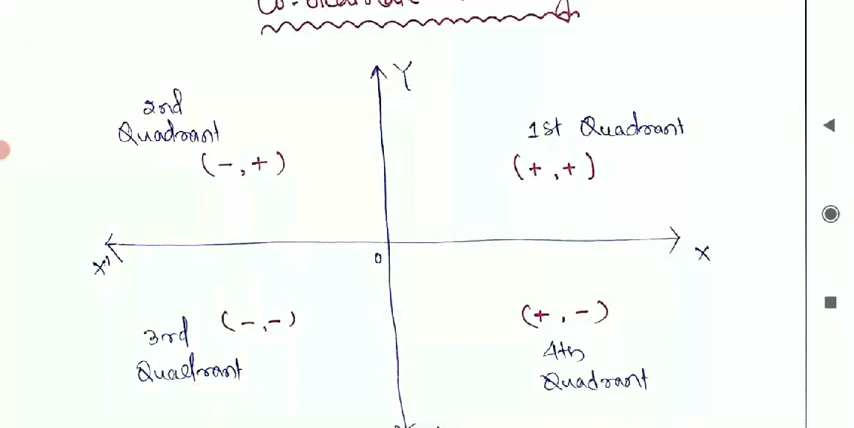 Y
2nd
Quadrant
(-,+)
1st Quadrant
(+,+)
X'
0
X
(-,-)
3rd
Quadrant
(+,-)
4th
Quadrant